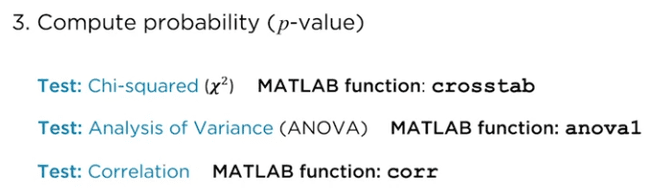 3. Compute probability (p-value)
Test: Chi-squared (χ²) MATLAB function: crosstab
Test: Analysis of Variance (ANOVA) MATLAB function: anova1
Test: Correlation MATLAB function: corr